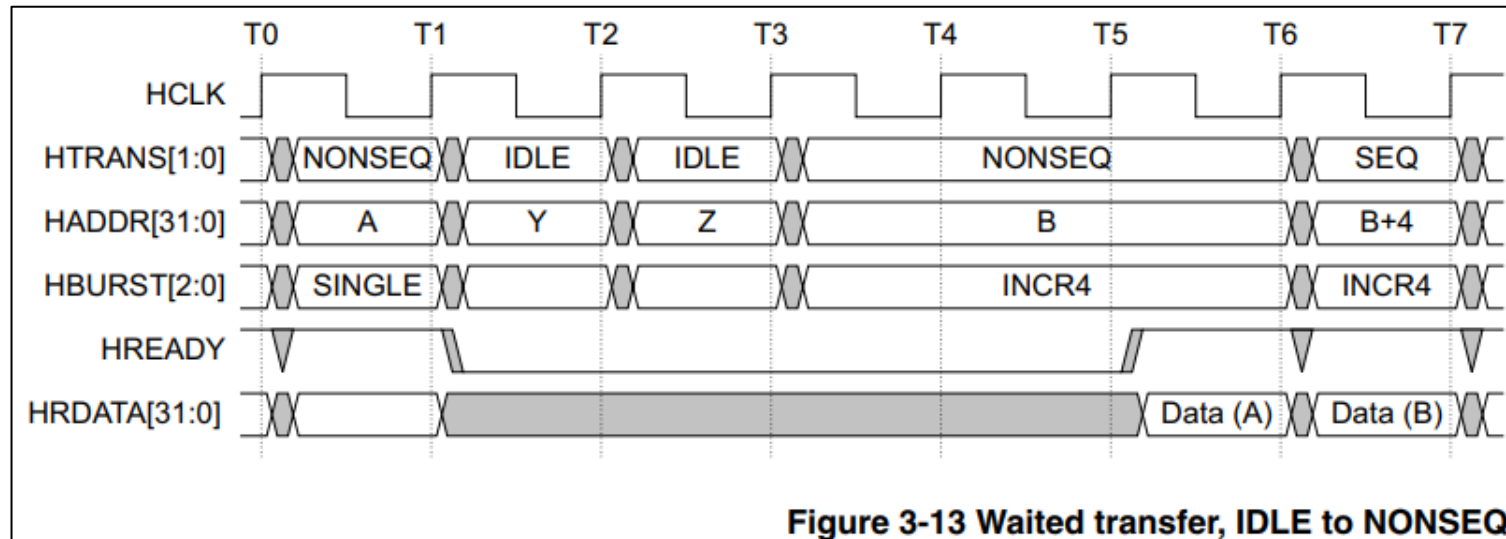 T0 T1 T2 T3 T4 T5 T6 T7
HCLK
HTRANS[1:0] NONSEQ IDLE IDLE NONSEQ SEQ
HADDR[31:0] A Y Z B B+4
HBURST[2:0] SINGLE INCR4 INCR4
HREADY
HRDATA[31:0] Data (A) Data (B)
Figure 3-13 Waited transfer, IDLE to NONSEQ